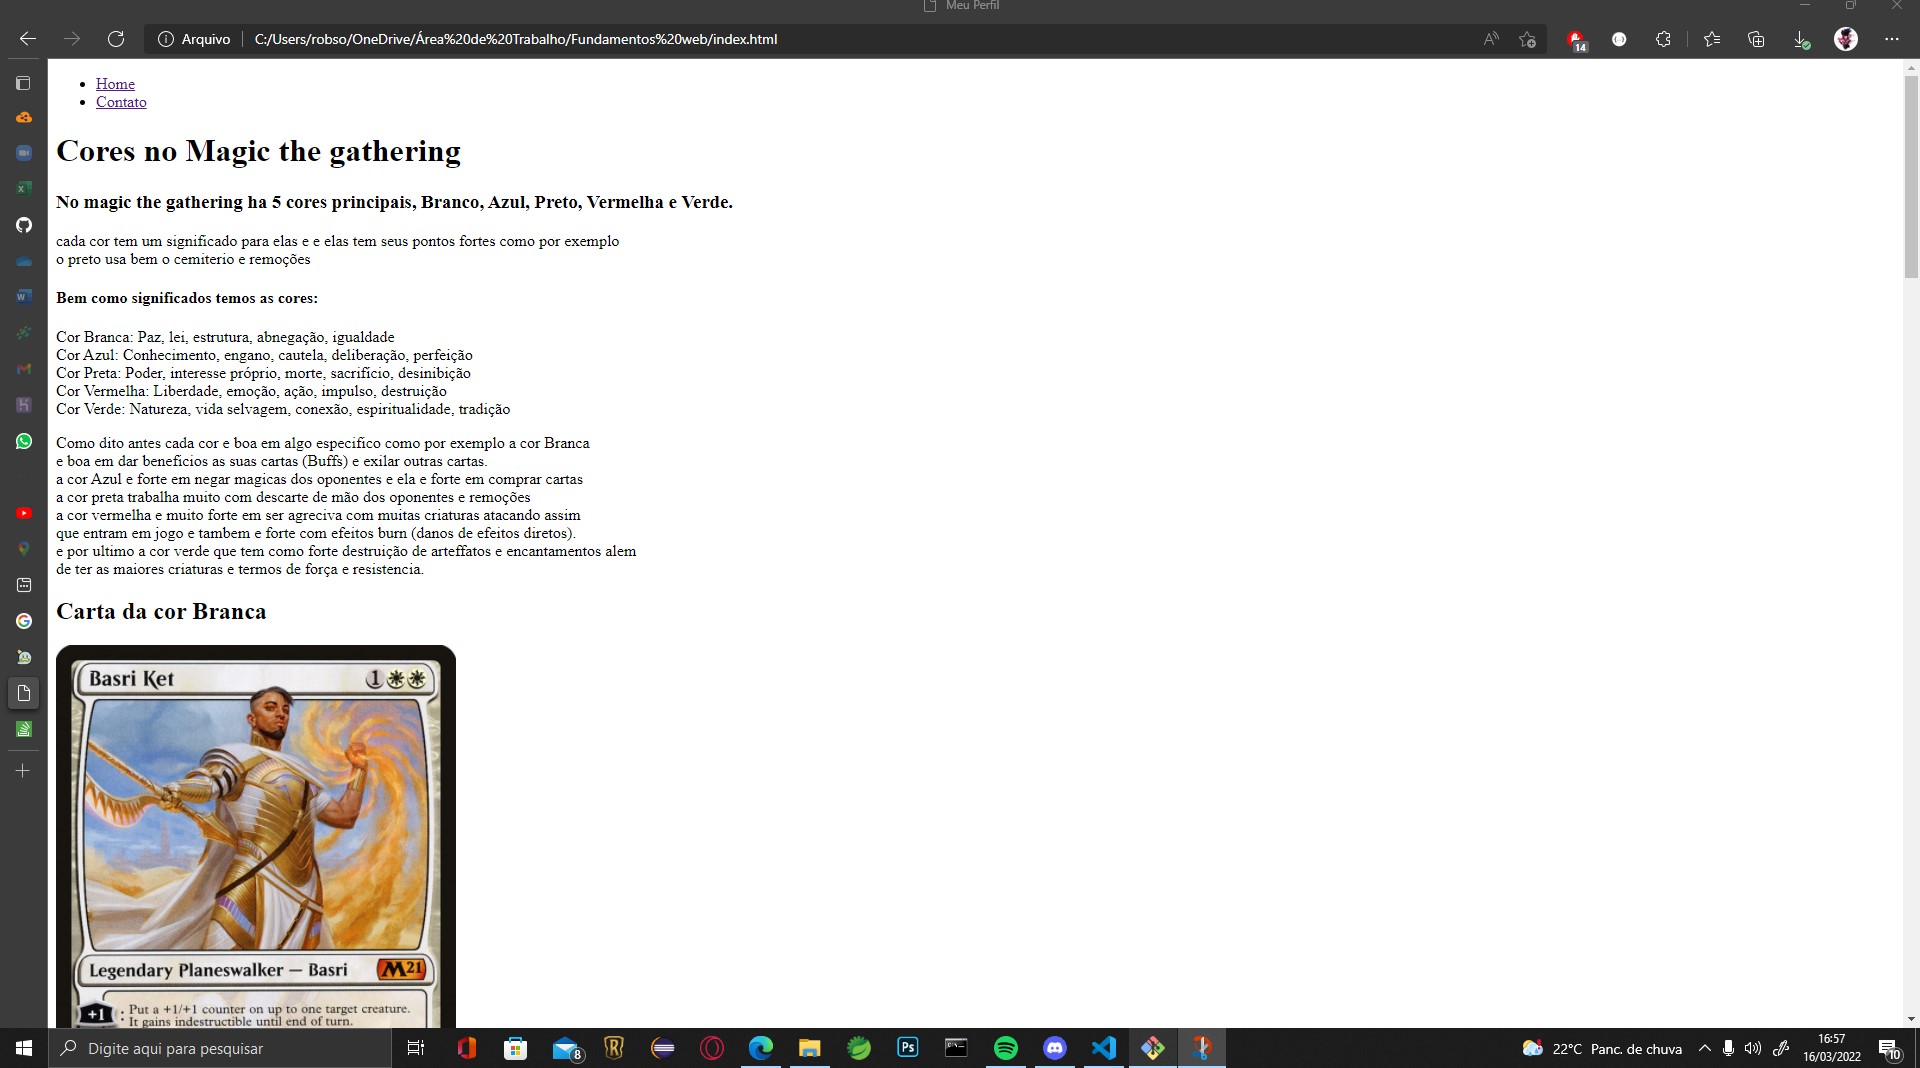 Meu Perfil
Arquivo
C:/Users/robso/OneDrive/Área%20de%20Trabalho/Fundamentos%20web/index.html
14
Home
Contato
Cores no Magic the gathering
No magic the gathering ha 5 cores principais, Branco, Azul, Preto, Vermelha e Verde.
cada cor tem um significado para elas e e elas tem seus pontos fortes como por exemplo
o preto usa bem o cemiterio e remoções
Bem como significados temos as cores:
Cor Branca: Paz, lei, estrutura, abnegação, igualdade
Cor Azul: Conhecimento, engano, cautela, deliberação, perfeição
Cor Preta: Poder, interesse próprio, morte, sacrifício, desinibição
Cor Vermelha: Liberdade, emoção, ação, impulso, destruição
Cor Verde: Natureza, vida selvagem, conexão, espiritualidade, tradição
Como dito antes cada cor e boa em algo especifico como por exemplo a cor Branca
e boa em dar beneficios as suas cartas (Buffs) e exilar outras cartas.
a cor Azul e forte em negar magicas dos oponentes e ela e forte em comprar cartas
a cor preta trabalha muito com descarte de mão dos oponentes e remoções
a cor vermelha e muito forte em ser agreciva com muitas criaturas atacando assim
que entram em jogo e tambem e forte com efeitos burn (danos de efeitos diretos).
e por ultimo a cor verde que tem como forte destruição de arteffatos e encantamentos alem
de ter as maiores criaturas e termos de força e resistencia.
Carta da cor Branca
Basri Ket
1
Legendary Planeswalker — Basri
M21
+1 : Put a +1/+1 counter on up to one target creature.
It gains indestructible until end of turn.
Digite aqui para pesquisar
8
Ps
22°C Panc. de chuva
16:57
16/03/2022
10